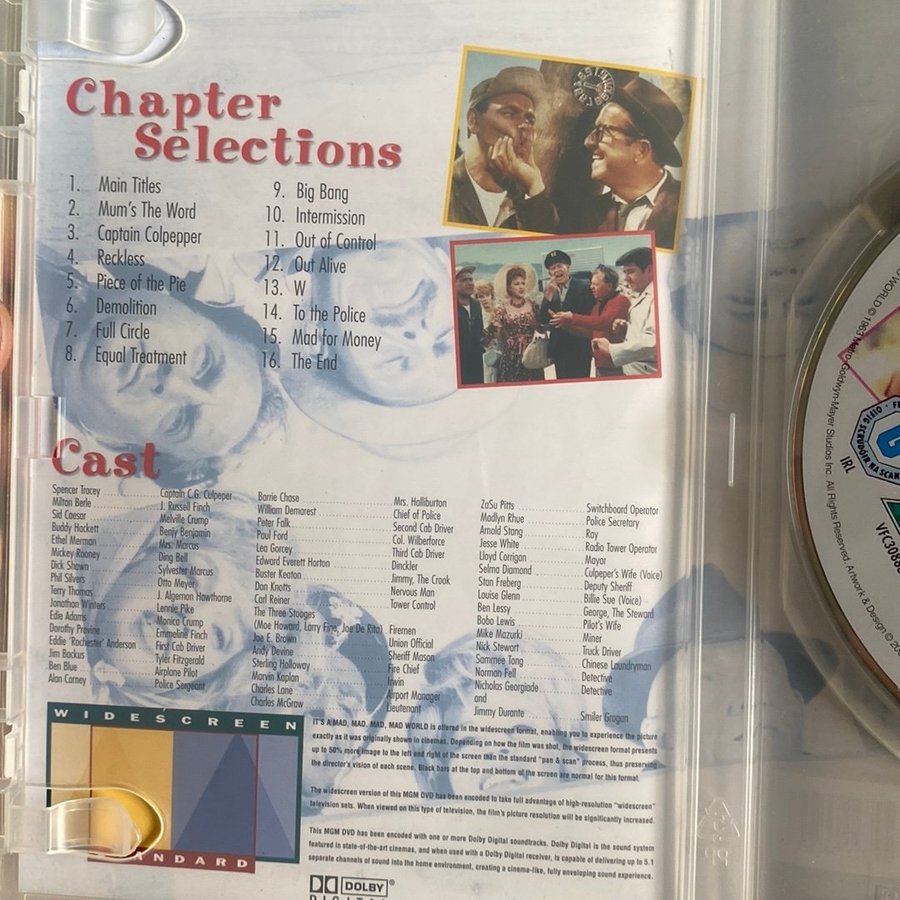 Chapter
Selections
1. Main Titles
2. Mum's The Word
3. Captain Colpepper
4. Reckless
5. Piece of the Pie
6. Demolition
7. Full Circle
8. Equal Treatment
9. Big Bang
10. Intermission
11. Out of Control
12. Out Alive
13. W
14. To the Police
15. Mad for Money
16. The End
Cast
Spencer Tracey Captain C.G. Culpeper
Milton Berle J. Russell Finch
Sid Caesar Melville Crump
Buddy Hackett Benjy Benjamin
Ethel Merman Mrs. Marcus
Mickey Rooney Ding Bell
Dick Shawn Sylvester Marcus
Phil Silvers Otto Meyer
Terry Thomas J. Algernon Hawthorne
Jonathan Winters Lennie Pike
Edie Adams Monica Crump
Dorothy Provine Emmeline Finch
Eddie 'Rochester' Anderson First Cab Driver
Jim Backus Tyler Fitzgerald
Ben Blue Airplane Pilot
Alan Carney Police Sergeant
Barrie Chase Mrs. Halliburton
William Demarest Chief of Police
Peter Falk Second Cab Driver
Paul Ford Col. Wilberforce
Leo Gorcey Third Cab Driver
Edward Everett Horton Dinckler
Buster Keaton Jimmy, The Crook
Don Knotts Nervous Man
Carl Reiner Tower Control
The Three Stooges
(Moe Howard, Larry Fine, Joe De Rita) Firemen
Joe E. Brown Union Official
Andy Devine Sheriff Mason
Sterling Holloway Fire Chief
Marvin Kaplan Irwin
Charles Lane Airport Manager
Charles McGraw Lieutenant
ZaSu Pitts Switchboard Operator
Madlyn Rhue Police Secretary
Arnold Stang Ray
Jesse White Radio Tower Operator
Lloyd Corrigan Mayor
Selma Diamond Culpeper's Wife (Voice)
Stan Freberg Deputy Sheriff
Louise Glenn Billie Sue (Voice)
Ben Lessy George, The Steward
Bobo Lewis Pilot's Wife
Mike Mazurki Miner
Nick Stewart Truck Driver
Sammee Tong Chinese Laundryman
Norman Fell Detective
Nicholas Georgiade Detective
and
Jimmy Durante Smiler Grogan
WIDESCREEN
ANDARD
IT'S A MAD, MAD, MAD, MAD WORLD is offered in the widescreen format, enabling you to experience the picture
exactly as it was originally shown in cinemas. Depending on how the film was shot, the widescreen format presents
up to 50% more image to the left and right of the screen than the standard "pan & scan" process, thus preserving
the director's vision of each scene. Black bars at the top and bottom of the screen are normal for this format.
The widescreen version of this MGM DVD has been encoded to take full advantage of high-resolution "widescreen"
television sets. When viewed on this type of television, the film's picture resolution will be significantly increased.
This MGM DVD has been encoded with one or more Dolby Digital soundtracks. Dolby Digital is the sound system
featured in state-of-the-art cinemas, and when used with a Dolby Digital receiver, is capable of delivering up to 5.1
separate channels of sound into the home environment, creating a cinema-like, fully enveloping sound experience.
DOLBY®
DIGITAL
WORLD © 1963 Metro-Goldwyn-Mayer Studios Inc. All Rights Reserved. Artwork & Design © 20
OIFIG SCRÚDÓIR NA SCAN
G
IRL
VFC3086
PP